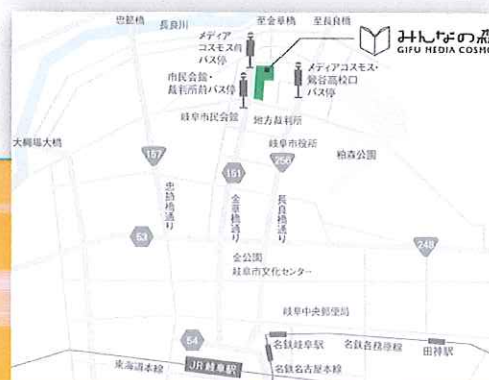 忠節橋
長良川
至金華橋
至長良橋
みんなの森
GIFU MEDIA COSMO
メディア
コスモス前
バス停
メディアコスモス・
鶯谷高校口
バス停
市民会館・
裁判所前バス停
岐阜市民会館
地方裁判所
大縄場大橋
岐阜市役所
柏森公園
157
151
256
忠節橋通り
金華橋通り
長良橋通り
53
248
金公園
岐阜市文化センター
岐阜中央郵便局
54
名鉄岐阜駅
名鉄各務原線
田神駅
東海道本線
JR岐阜駅
名鉄名古屋本線